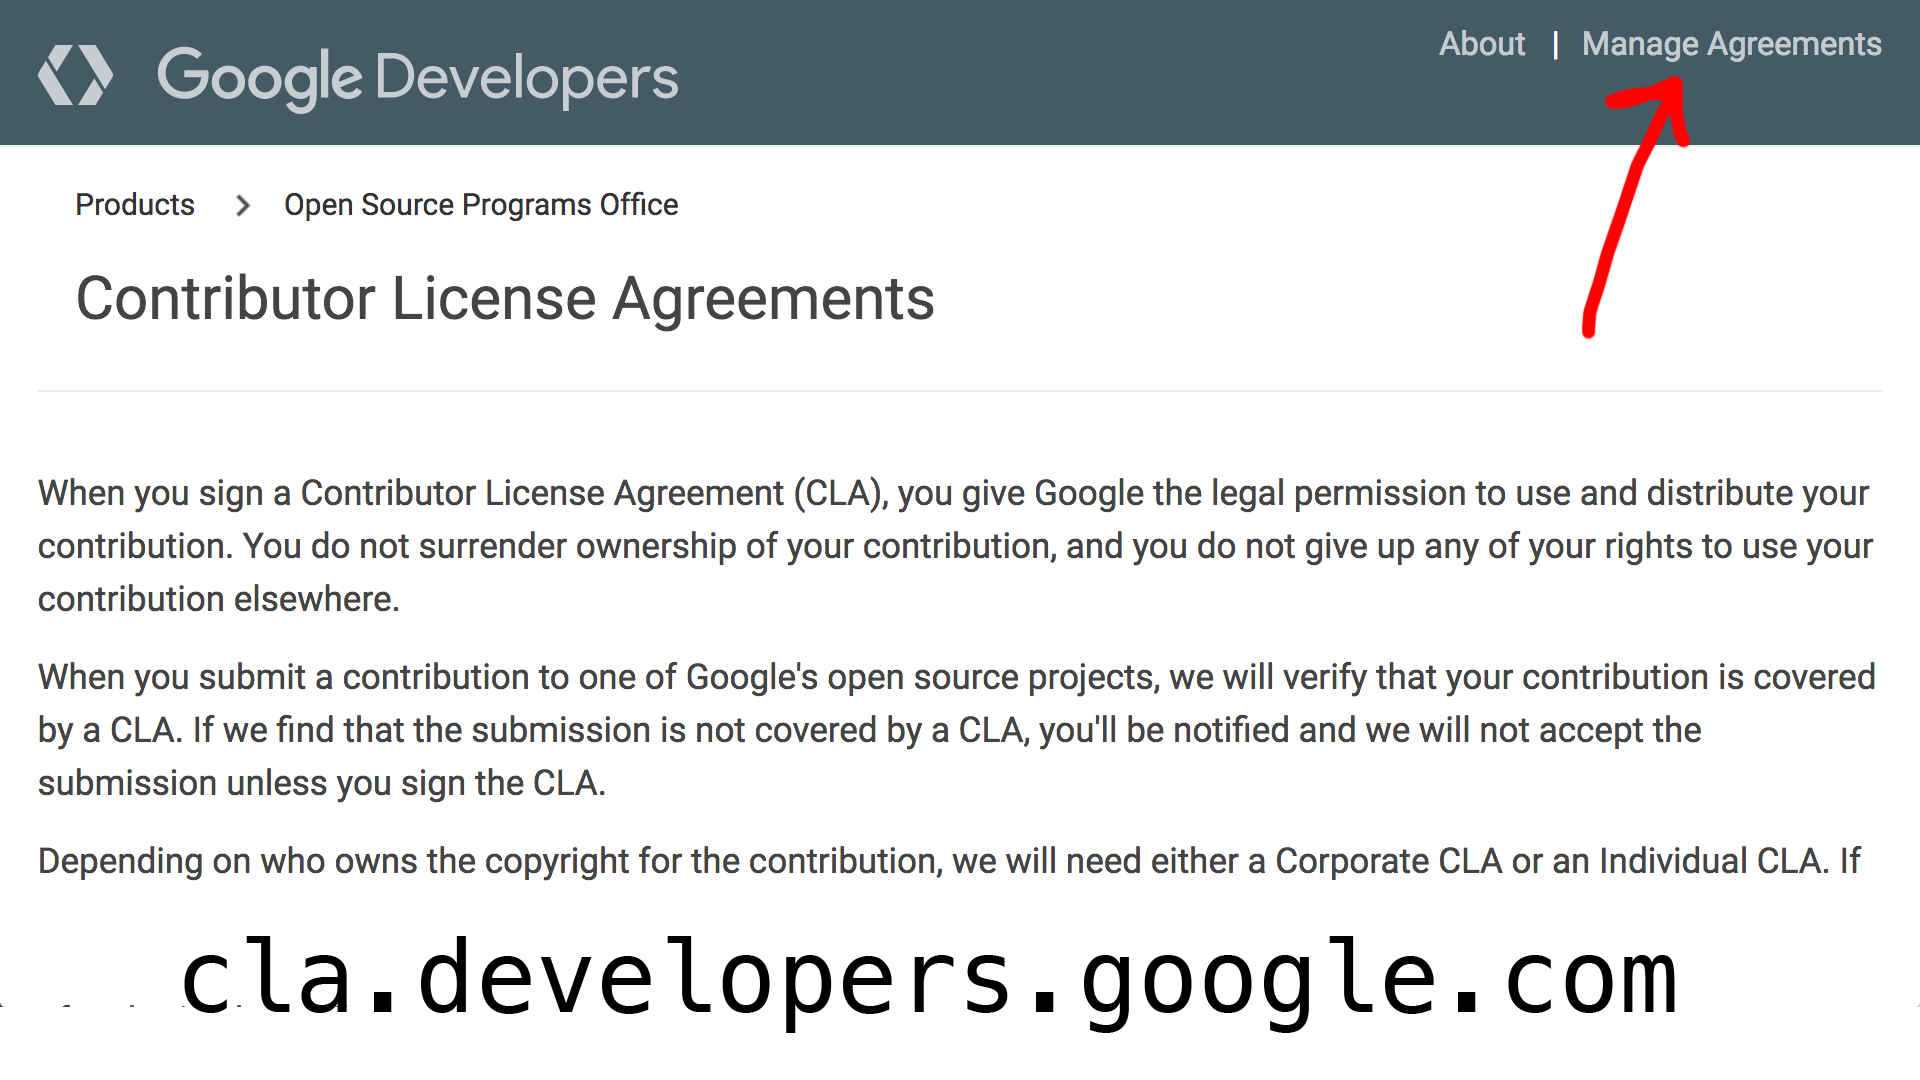 Google Developers
About | Manage Agreements
Products > Open Source Programs Office
Contributor License Agreements
When you sign a Contributor License Agreement (CLA), you give Google the legal permission to use and distribute your
contribution. You do not surrender ownership of your contribution, and you do not give up any of your rights to use your
contribution elsewhere.
When you submit a contribution to one of Google's open source projects, we will verify that your contribution is covered
by a CLA. If we find that the submission is not covered by a CLA, you'll be notified and we will not accept the
submission unless you sign the CLA.
Depending on who owns the copyright for the contribution, we will need either a Corporate CLA or an Individual CLA. If
cla.developers.google.com